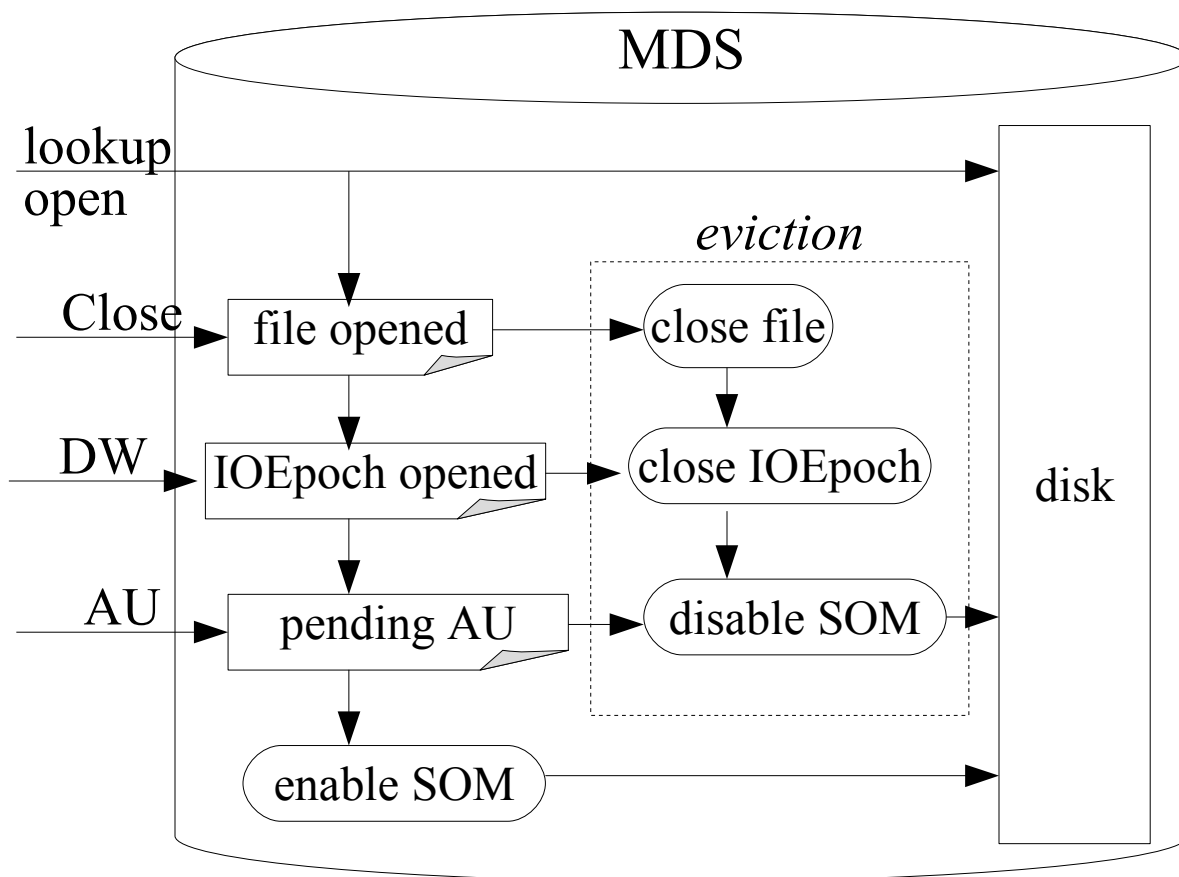 MDS
lookup
open
eviction
Close
file opened
close file
DW
IOEpoch opened
close IOEpoch
disk
AU
pending AU
disable SOM
enable SOM